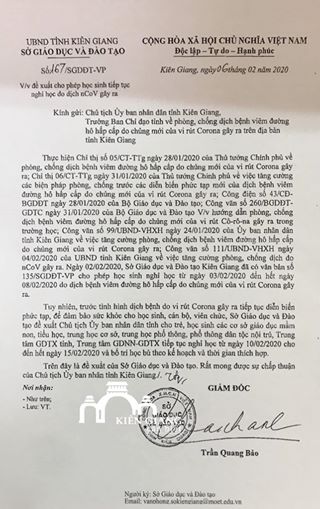 UBND TỈNH KIÊN GIANG
SỞ GIÁO DỤC VÀ ĐÀO TẠO
CỘNG HÒA XÃ HỘI CHỦ NGHĨA VIỆT NAM
Độc lập - Tự do - Hạnh phúc
Số:167/SGDĐT-VP
Kiên Giang, ngày 06 tháng 02 năm 2020
V/v đề xuất cho phép học sinh tiếp tục
nghỉ học do dịch nCoV gây ra
Kính gửi: Chủ tịch Ủy ban nhân dân tỉnh Kiên Giang,
Trưởng Ban Chỉ đạo tỉnh về phòng, chống dịch bệnh viêm đường
hô hấp cấp do chủng mới của vi rút Corona gây ra trên địa bàn
tỉnh Kiên Giang
Thực hiện Chỉ thị số 05/CT-TTg ngày 28/01/2020 của Thủ tướng Chính phủ về
phòng, chống dịch bệnh viêm đường hô hấp cấp do chủng mới của vi rút Corona gây
ra; Chỉ thị 06/CT-TTg ngày 31/01/2020 của Thủ tướng Chính phủ về việc tăng cường
các biện pháp phòng, chống trước các diễn biến phức tạp mới của dịch bệnh viêm
đường hô hấp cấp do chủng mới của vi rút Corona gây ra; Công điện số 43/CĐ-
BGDĐT ngày 28/01/2020 của Bộ Giáo dục và Đào tạo; Công văn số 260/BGDĐT-
GDTC ngày 31/01/2020 của Bộ Giáo dục và Đào tạo V/v hướng dẫn phòng, chống
dịch bệnh viêm đường hô hấp cấp do chủng mới của vi rút Cô-rô-na gây ra trong
trường học; Công văn số 99/UBND-VHXH ngày 24/01/2020 của Ủy ban nhân dân
tỉnh Kiên Giang về việc tăng cường phòng, chống dịch bệnh viêm đường hô hấp cấp
do chủng mới của vi rút Corona gây ra; Công văn số 111/UBND-VHXH ngày
04/02/2020 của UBND tỉnh Kiên Giang về việc tăng cường phòng, chống dịch do
nCoV gây ra. Ngày 02/02/2020, Sở Giáo dục và Đào tạo Kiên Giang đã có văn bản số
135/SGDĐT-VP cho phép học sinh nghỉ học từ ngày 03/02/2020 đến hết ngày
08/02/2020 do dịch bệnh viêm đường hô hấp cấp do chủng mới của vi rút Corona.
Tuy nhiên, trước tình hình dịch bệnh do vi rút Corona gây ra tiếp tục diễn biến
phức tạp, để đảm bảo sức khỏe cho học sinh, cán bộ, viên chức, Sở Giáo dục và Đào
tạo đề xuất Chủ tịch Ủy ban nhân dân tỉnh cho trẻ, học sinh các cơ sở giáo dục mầm
non, tiểu học, trung học cơ sở, trung học phổ thông, phổ thông dân tộc nội trú, Trung
tâm GDTX tỉnh, Trung tâm GDNN-GDTX tiếp tục nghỉ học từ ngày 10/02/2020 cho
đến hết ngày 15/02/2020 và bố trí học bù theo kế hoạch và thời gian thích hợp.
Trên đây là đề xuất của Sở Giáo dục và Đào tạo. Rất mong được sự chấp thuận
của Chủ tịch Ủy ban nhân dân tỉnh Kiên Giang./.
Nơi nhận:
- Như trên;
- Lưu: VT.
GIÁM ĐỐC
SỞ
GIÁO DỤC
VÀ ĐÀO TẠO
Trần Quang Bảo
Người ký: Sở Giáo dục và Đào tạo
Email: vanphong.sokiengiang@moet.edu.vn